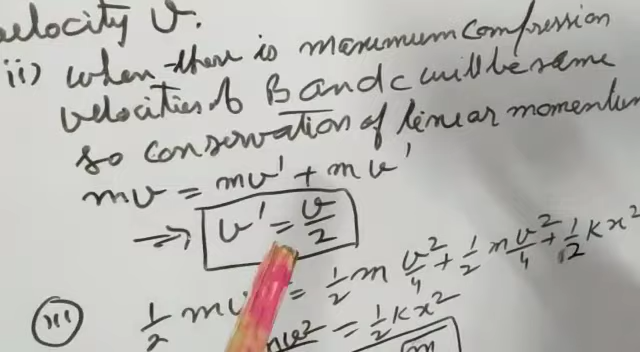 velocity v.
ii) when there is maximum compression
velocities of B and C will be same
so conservation of linear momentum
mv = mv' + mv'
⇒ v' = v/2
(iii) 1/2 mv = 1/2 m v²/4 + 1/2 m v²/4 + 1/2 kx²
= 1/2 kx²
m